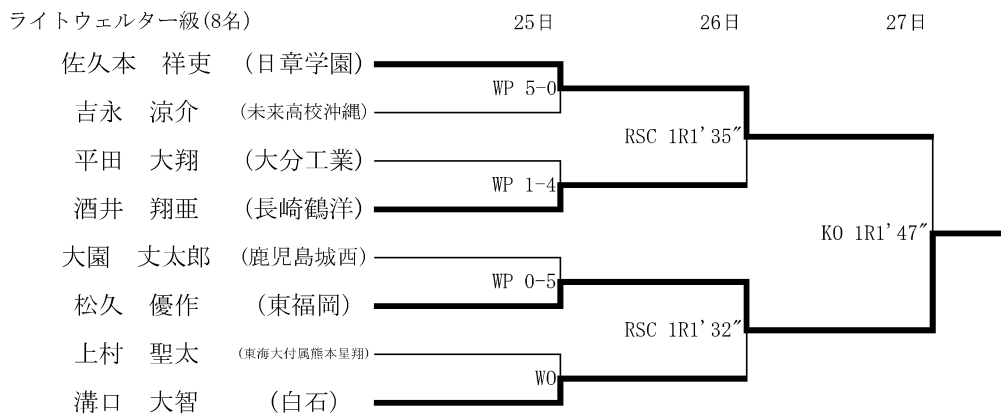 ライトウェルター級(8名) 25日 26日 27日
佐久本 祥吏 (日章学園)
WP 5-0
吉永 涼介 (未来高校沖縄)
RSC 1R1'35″
平田 大翔 (大分工業)
WP 1-4
酒井 翔亜 (長崎鶴洋)
KO 1R1'47″
大園 丈太郎 (鹿児島城西)
WP 0-5
松久 優作 (東福岡)
RSC 1R1'32″
上村 聖太 (東海大付属熊本星翔)
WO
溝口 大智 (白石)